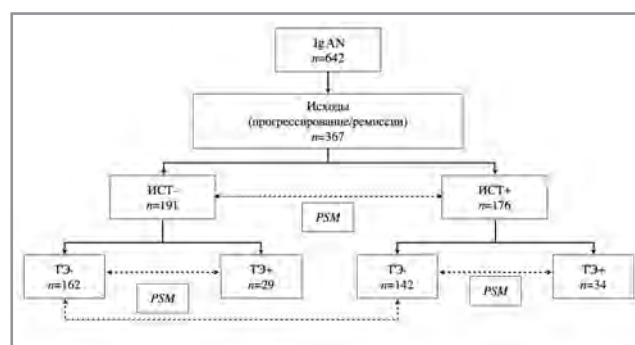 IgAN
n=642
Исходы
(прогрессирование/ремиссии)
n=367
ИСТ–
n=191
ИСТ+
n=176
PSM
ТЭ-
n=162
ТЭ+
n=29
ТЭ-
n=142
ТЭ+
n=34
PSM
PSM